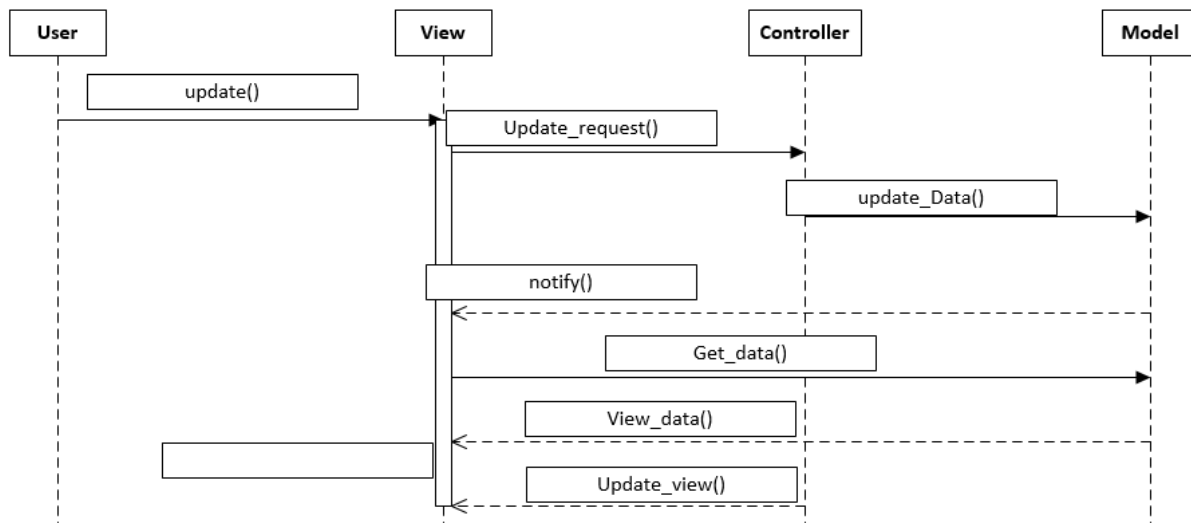 User
View
Controller
Model
update()
Update_request()
update_Data()
notify()
Get_data()
View_data()
Update_view()